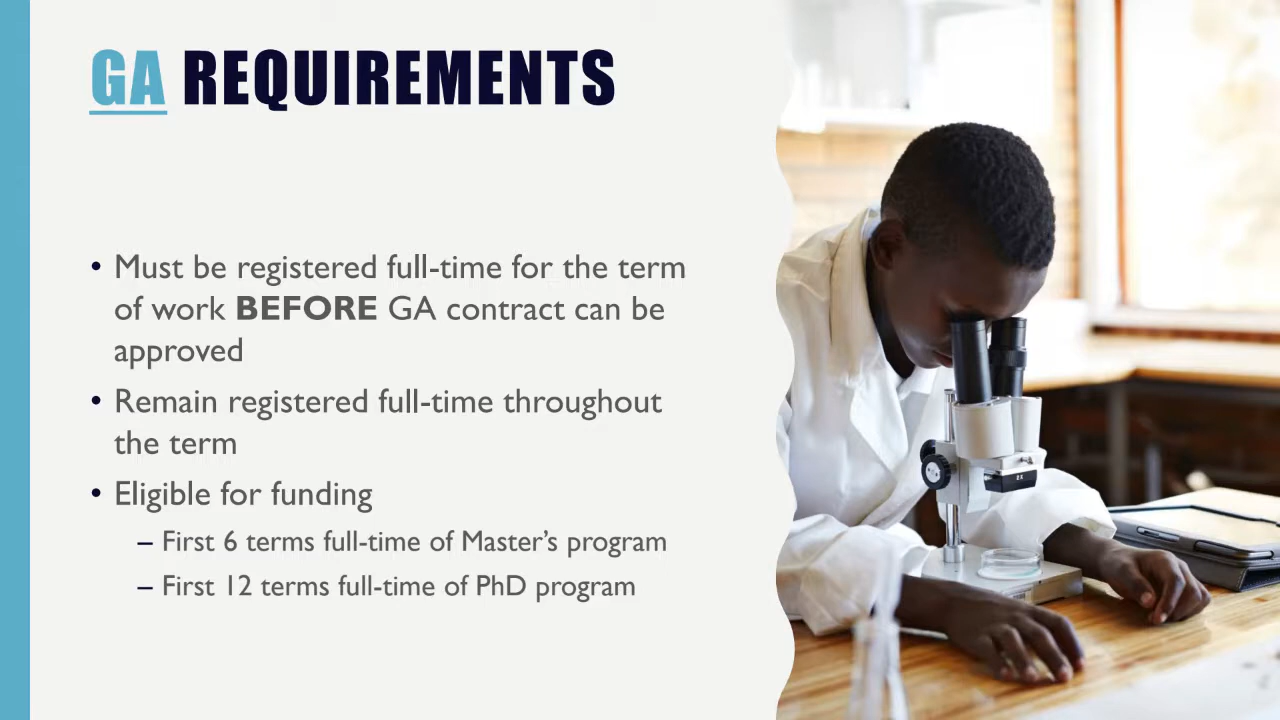 GA REQUIREMENTS
• Must be registered full-time for the term
of work BEFORE GA contract can be
approved
• Remain registered full-time throughout
the term
• Eligible for funding
– First 6 terms full-time of Master's program
– First 12 terms full-time of PhD program
2X